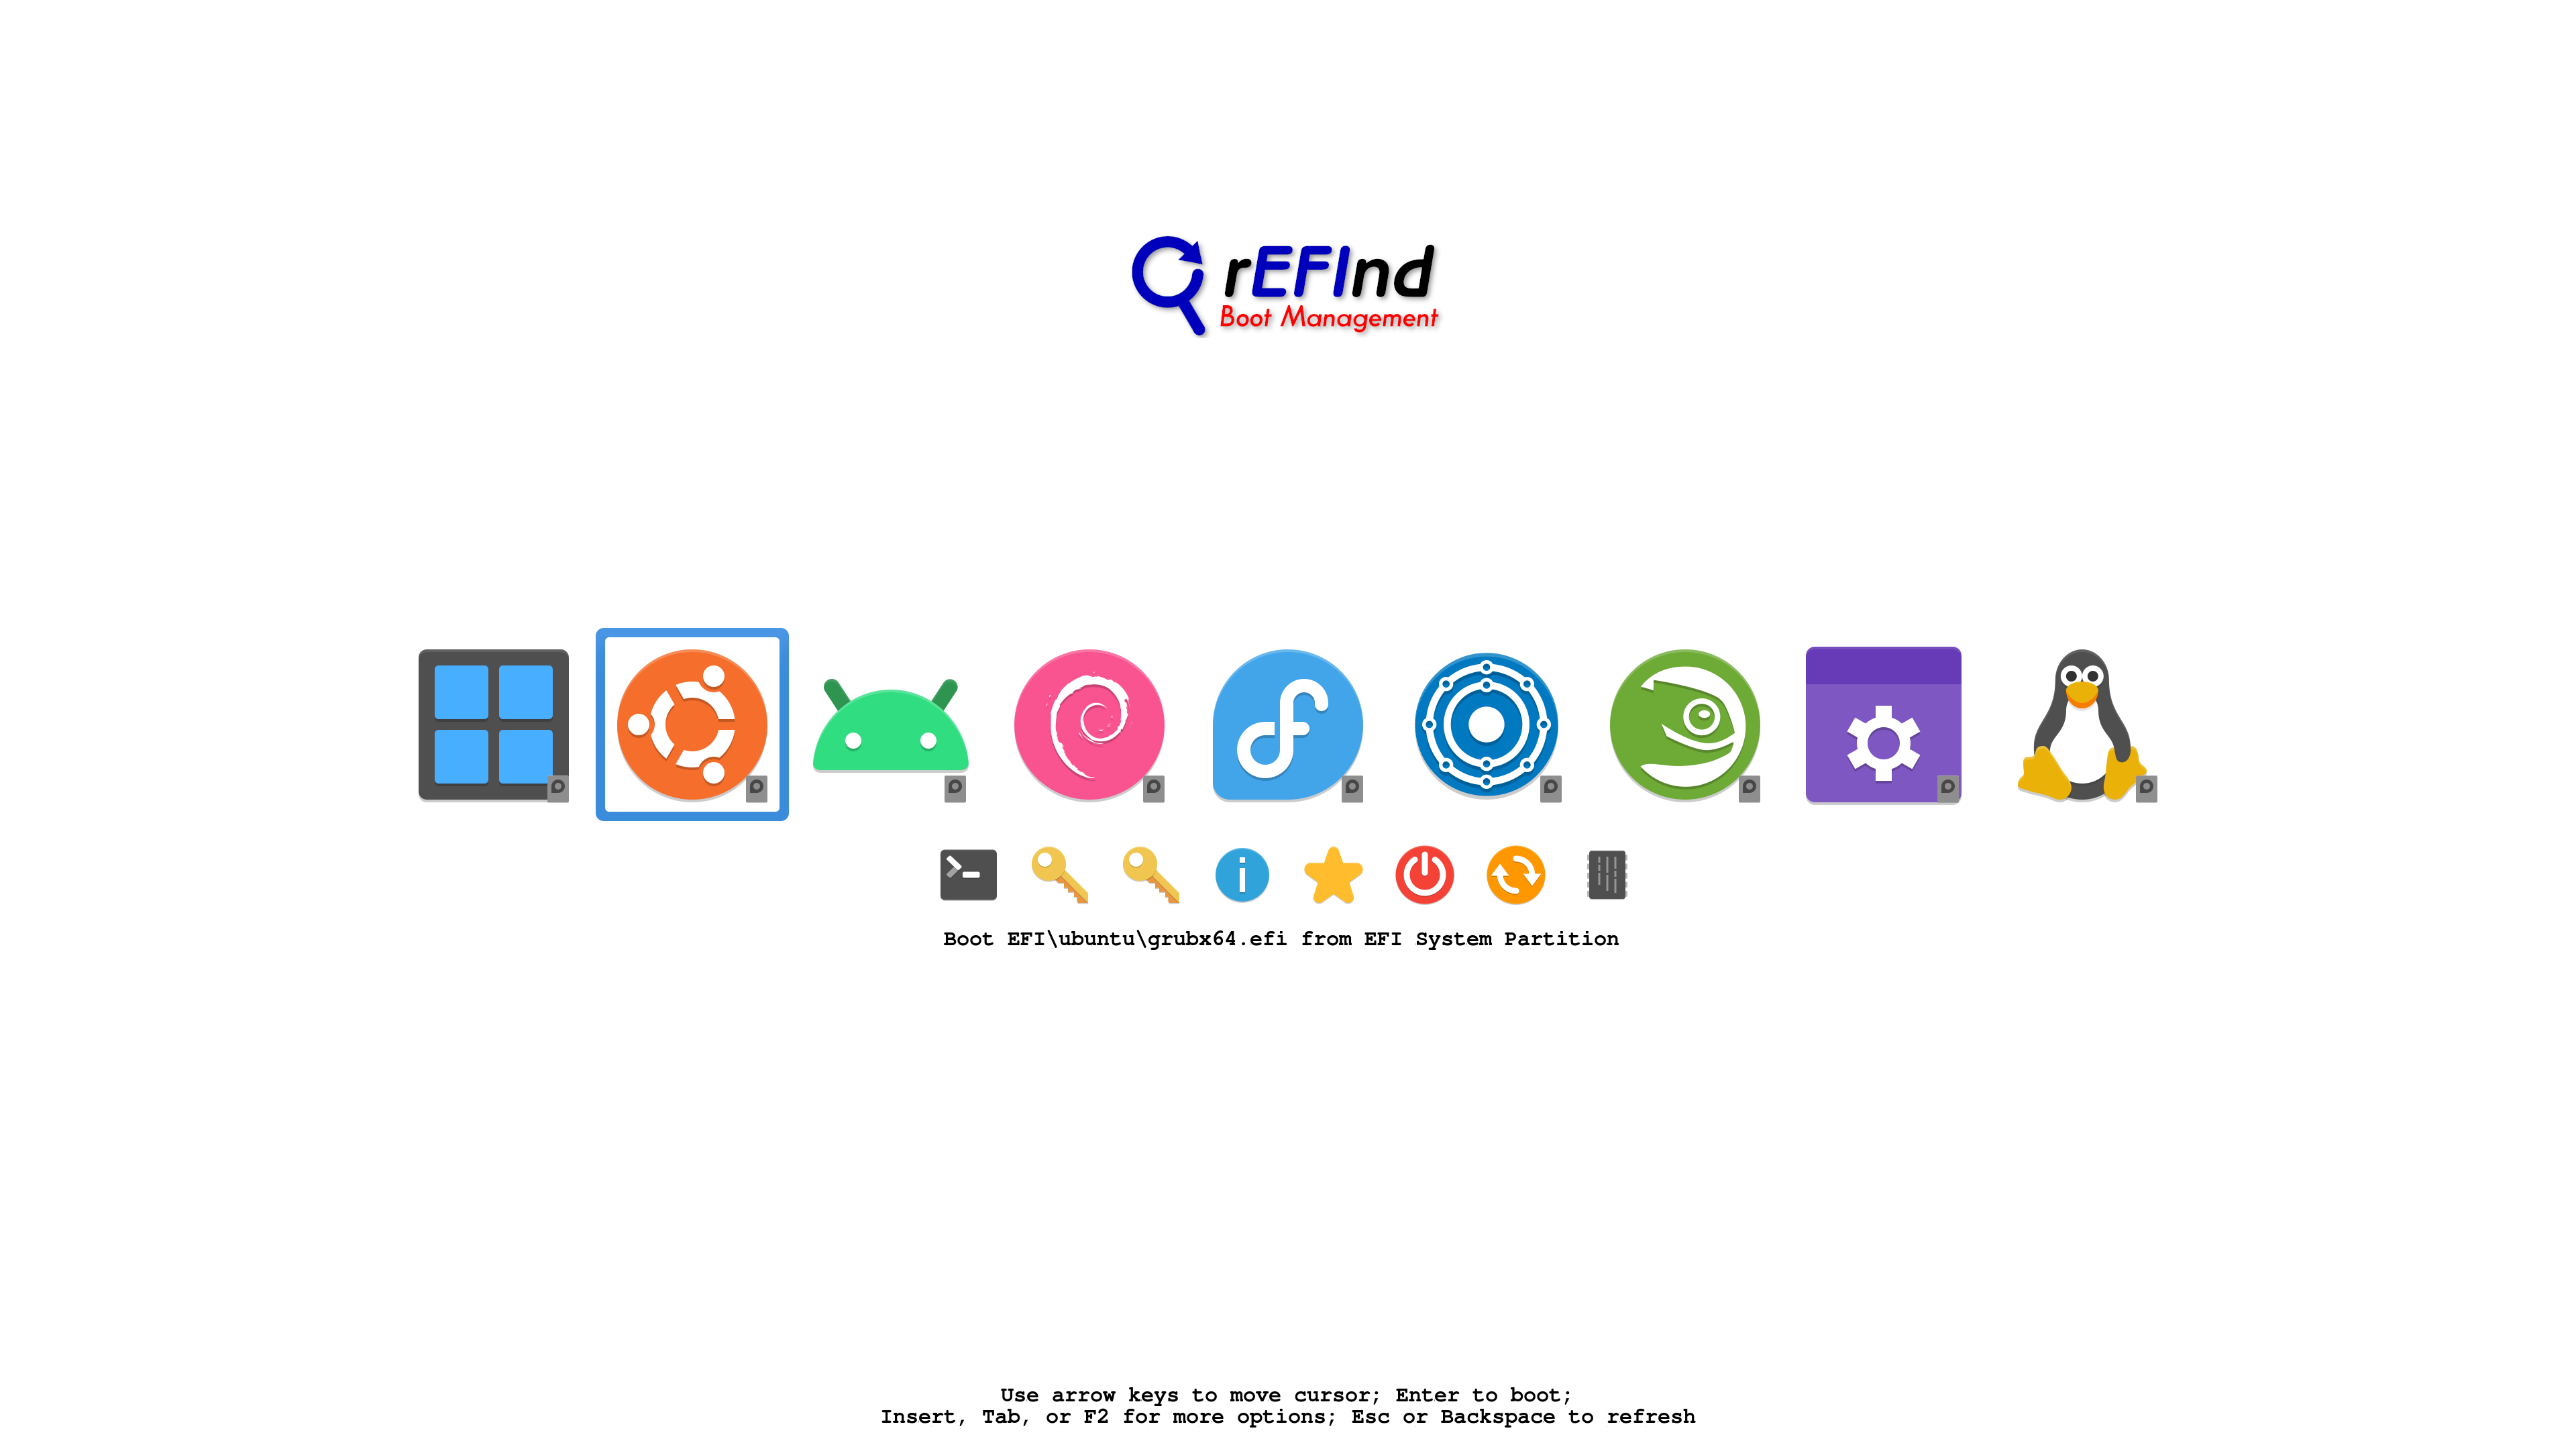 rEFInd
Boot Management
Boot EFI\ubuntu\grubx64.efi from EFI System Partition
Use arrow keys to move cursor; Enter to boot;
Insert, Tab, or F2 for more options; Esc or Backspace to refresh